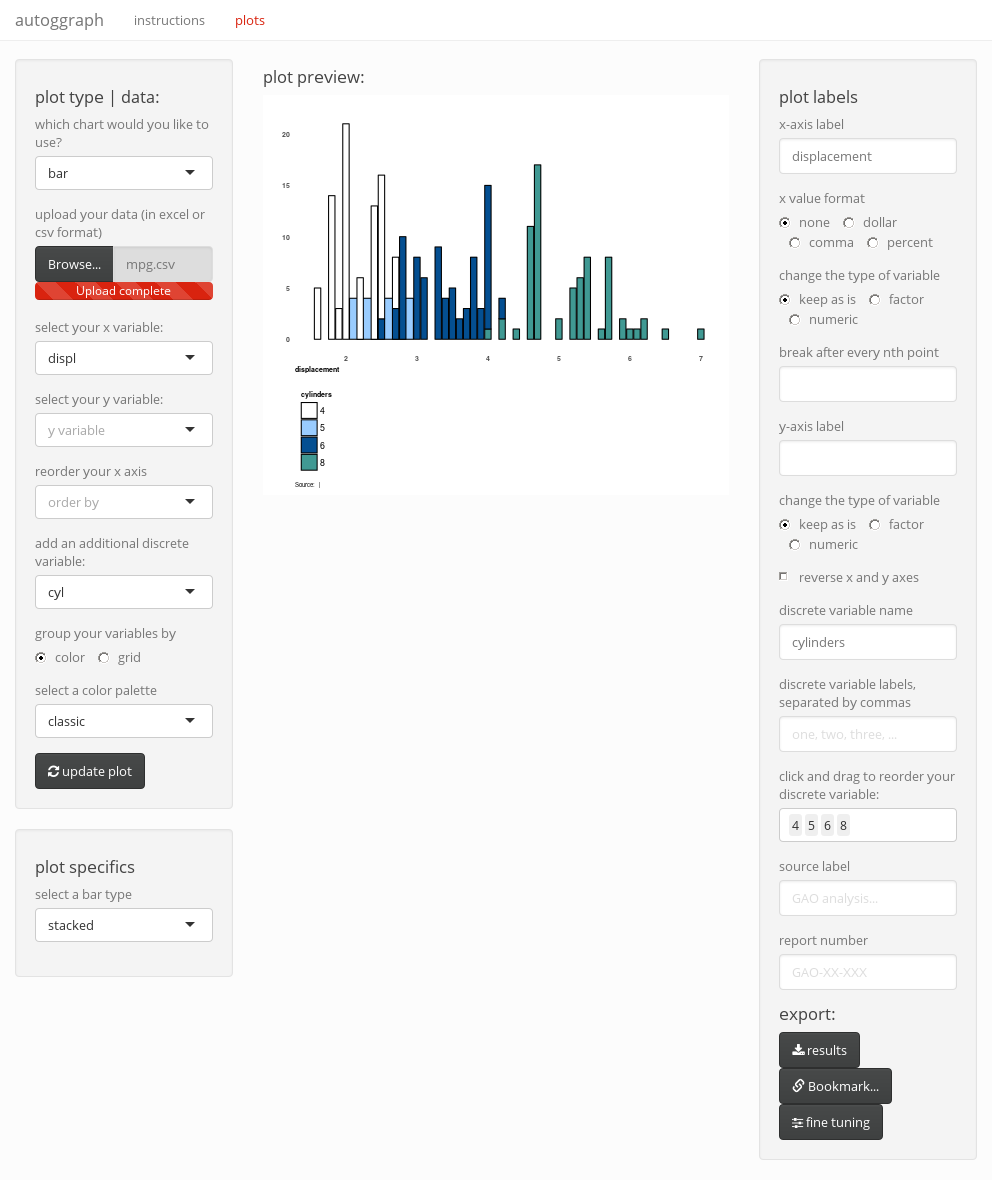 autoggraph instructions plots
plot type | data:
which chart would you like to
use?
bar
upload your data (in excel or
csv format)
Browse... mpg.csv
Upload complete
select your x variable:
displ
select your y variable:
y variable
reorder your x axis
order by
add an additional discrete
variable:
cyl
group your variables by
color grid
select a color palette
classic
update plot
plot specifics
select a bar type
stacked
plot preview:
20
15
10
5
0
2 3 4 5 6 7
displacement
cylinders
4
5
6
8
Source: |
plot labels
x-axis label
displacement
x value format
none dollar
comma percent
change the type of variable
keep as is factor
numeric
break after every nth point
y-axis label
change the type of variable
keep as is factor
numeric
reverse x and y axes
discrete variable name
cylinders
discrete variable labels,
separated by commas
one, two, three, ...
click and drag to reorder your
discrete variable:
4 5 6 8
source label
GAO analysis...
report number
GAO-XX-XXX
export:
results
Bookmark...
fine tuning